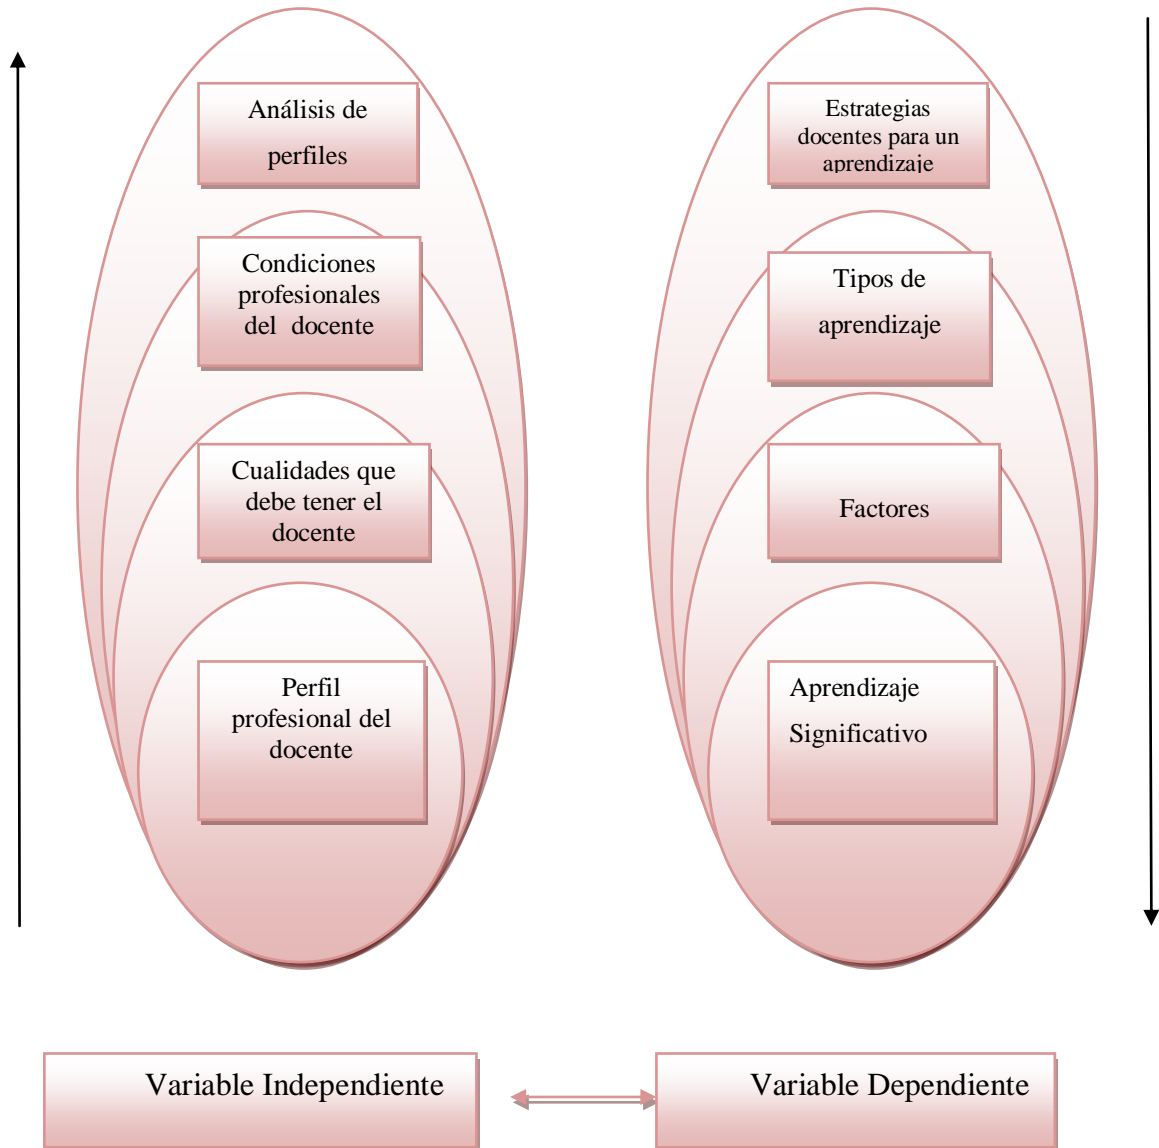 Análisis de
perfiles
Condiciones
profesionales
del docente
Cualidades que
debe tener el
docente
Perfil
profesional del
docente
Estrategias
docentes para un
aprendizaje
Tipos de
aprendizaje
Factores
Aprendizaje
Significativo
Variable Independiente
Variable Dependiente